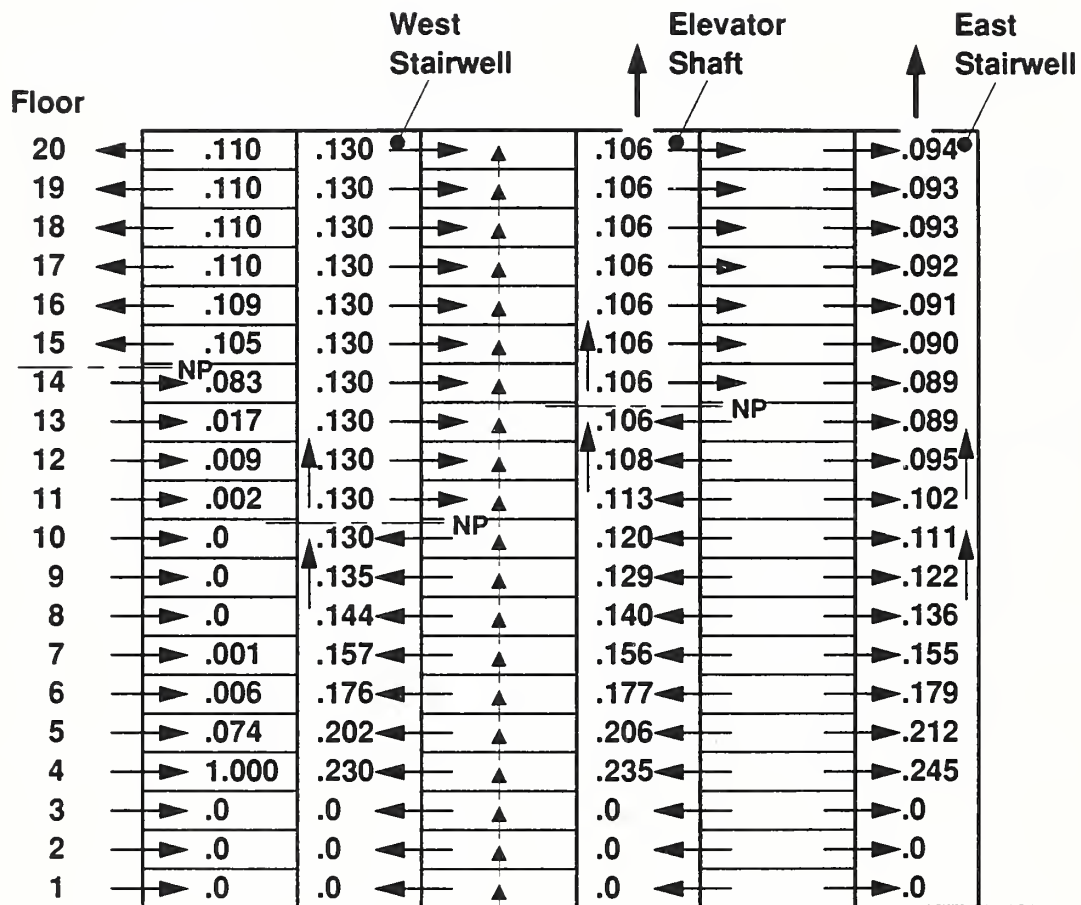 West Stairwell
Elevator Shaft
East Stairwell
Floor
20 .110 .130 .106 .094
19 .110 .130 .106 .093
18 .110 .130 .106 .093
17 .110 .130 .106 .092
16 .109 .130 .106 .091
15 .105 .130 .106 .090
NP
14 .083 .130 .106 .089
NP
13 .017 .130 .106 .089
12 .009 .130 .108 .095
11 .002 .130 .113 .102
NP
10 .0 .130 .120 .111
9 .0 .135 .129 .122
8 .0 .144 .140 .136
7 .001 .157 .156 .155
6 .006 .176 .177 .179
5 .074 .202 .206 .212
4 1.000 .230 .235 .245
3 .0 .0 .0 .0
2 .0 .0 .0 .0
1 .0 .0 .0 .0